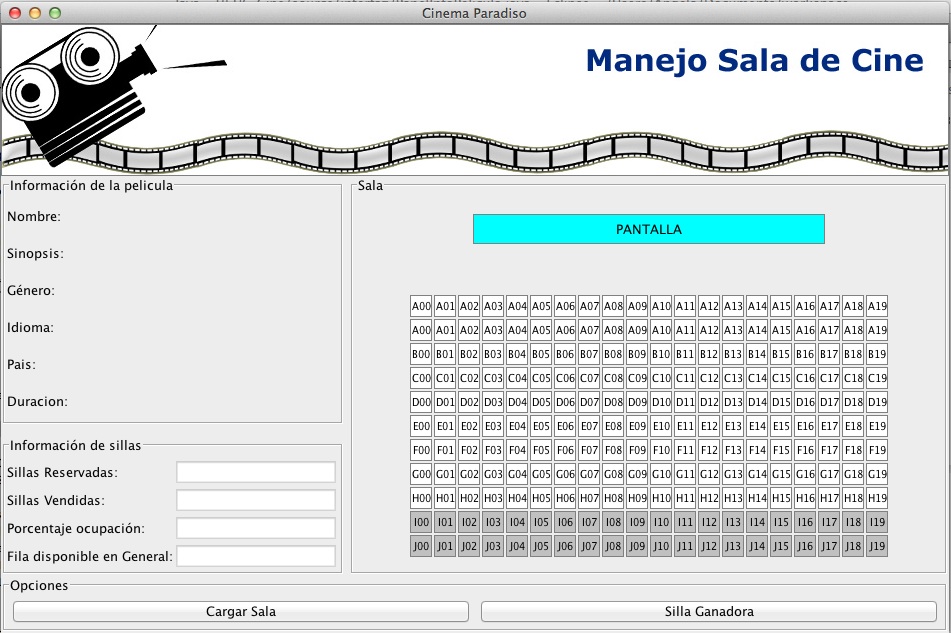 Cinema Paradiso
Manejo Sala de Cine
Información de la pelicula
Nombre:
Sinopsis:
Género:
Idioma:
Pais:
Duracion:
Información de sillas
Sillas Reservadas:
Sillas Vendidas:
Porcentaje ocupación:
Fila disponible en General:
Sala
PANTALLA
A00 A01 A02 A03 A04 A05 A06 A07 A08 A09 A10 A11 A12 A13 A14 A15 A16 A17 A18 A19
A00 A01 A02 A03 A04 A05 A06 A07 A08 A09 A10 A11 A12 A13 A14 A15 A16 A17 A18 A19
B00 B01 B02 B03 B04 B05 B06 B07 B08 B09 B10 B11 B12 B13 B14 B15 B16 B17 B18 B19
C00 C01 C02 C03 C04 C05 C06 C07 C08 C09 C10 C11 C12 C13 C14 C15 C16 C17 C18 C19
D00 D01 D02 D03 D04 D05 D06 D07 D08 D09 D10 D11 D12 D13 D14 D15 D16 D17 D18 D19
E00 E01 E02 E03 E04 E05 E06 E07 E08 E09 E10 E11 E12 E13 E14 E15 E16 E17 E18 E19
F00 F01 F02 F03 F04 F05 F06 F07 F08 F09 F10 F11 F12 F13 F14 F15 F16 F17 F18 F19
G00 G01 G02 G03 G04 G05 G06 G07 G08 G09 G10 G11 G12 G13 G14 G15 G16 G17 G18 G19
H00 H01 H02 H03 H04 H05 H06 H07 H08 H09 H10 H11 H12 H13 H14 H15 H16 H17 H18 H19
I00 I01 I02 I03 I04 I05 I06 I07 I08 I09 I10 I11 I12 I13 I14 I15 I16 I17 I18 I19
J00 J01 J02 J03 J04 J05 J06 J07 J08 J09 J10 J11 J12 J13 J14 J15 J16 J17 J18 J19
Opciones
Cargar Sala
Silla Ganadora